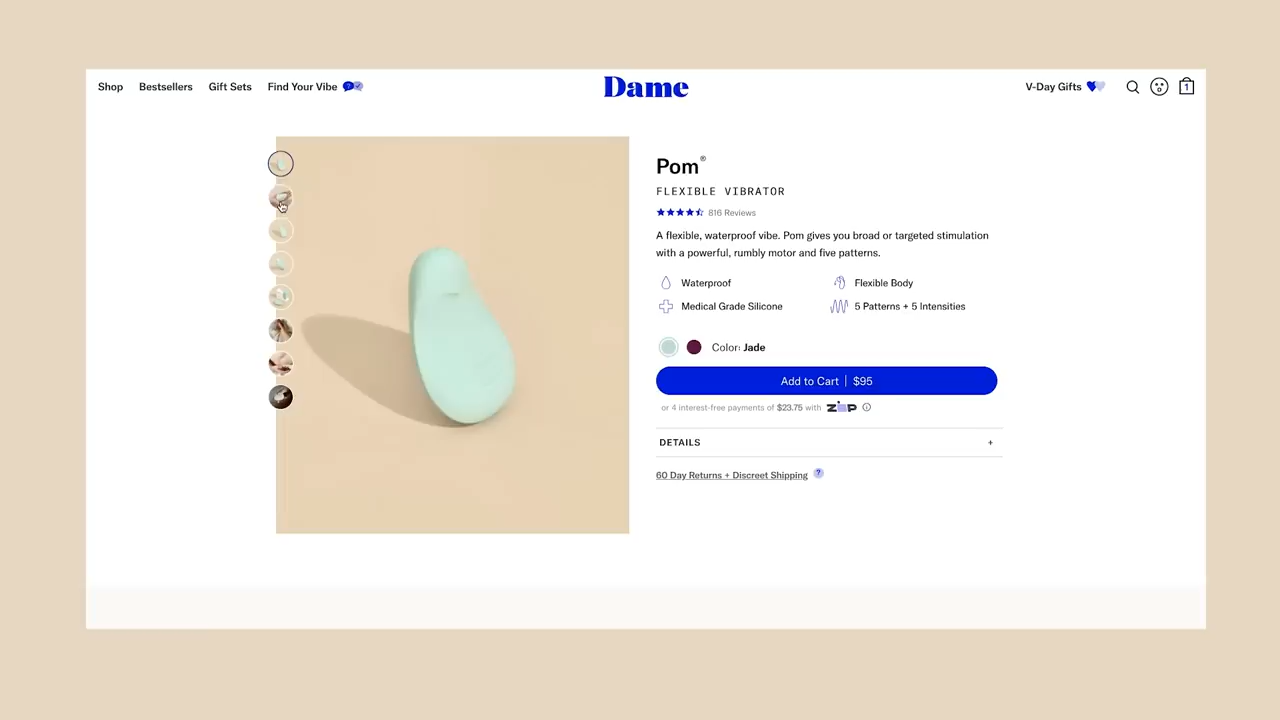 Shop Bestsellers Gift Sets Find Your Vibe ?
Dame
V-Day Gifts 1
Pom®
FLEXIBLE VIBRATOR
816 Reviews
A flexible, waterproof vibe. Pom gives you broad or targeted stimulation
with a powerful, rumbly motor and five patterns.
Waterproof Flexible Body
Medical Grade Silicone 5 Patterns + 5 Intensities
Color: Jade
Add to Cart | $95
or 4 interest-free payments of $23.75 with zip
DETAILS +
60 Day Returns + Discreet Shipping ?